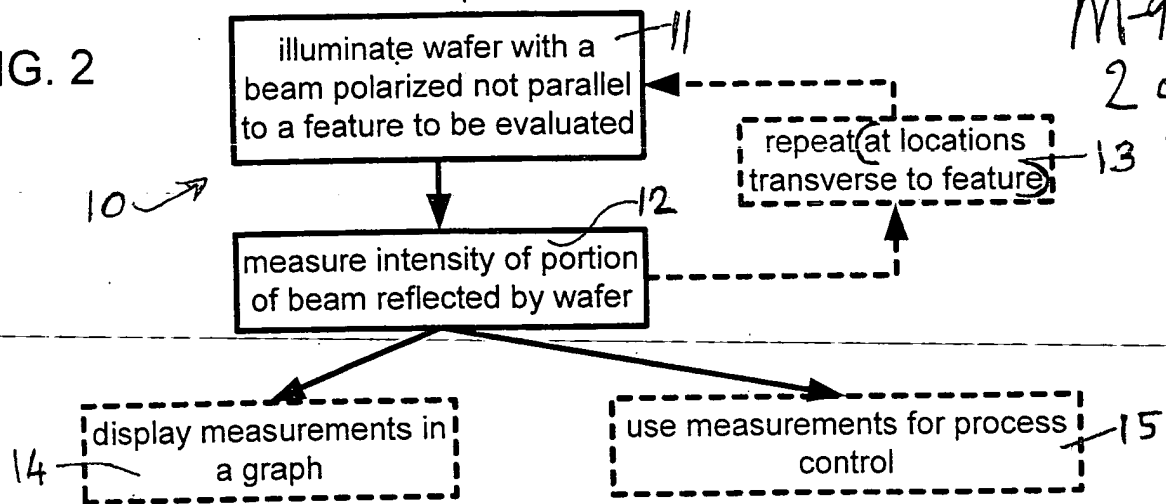 IG. 2
illuminate wafer with a
beam polarized not parallel
to a feature to be evaluated
11
M-9
2
repeat (at locations
transverse to feature)
13
10
12
measure intensity of portion
of beam reflected by wafer
display measurements in
a graph
14
use measurements for process
control
15